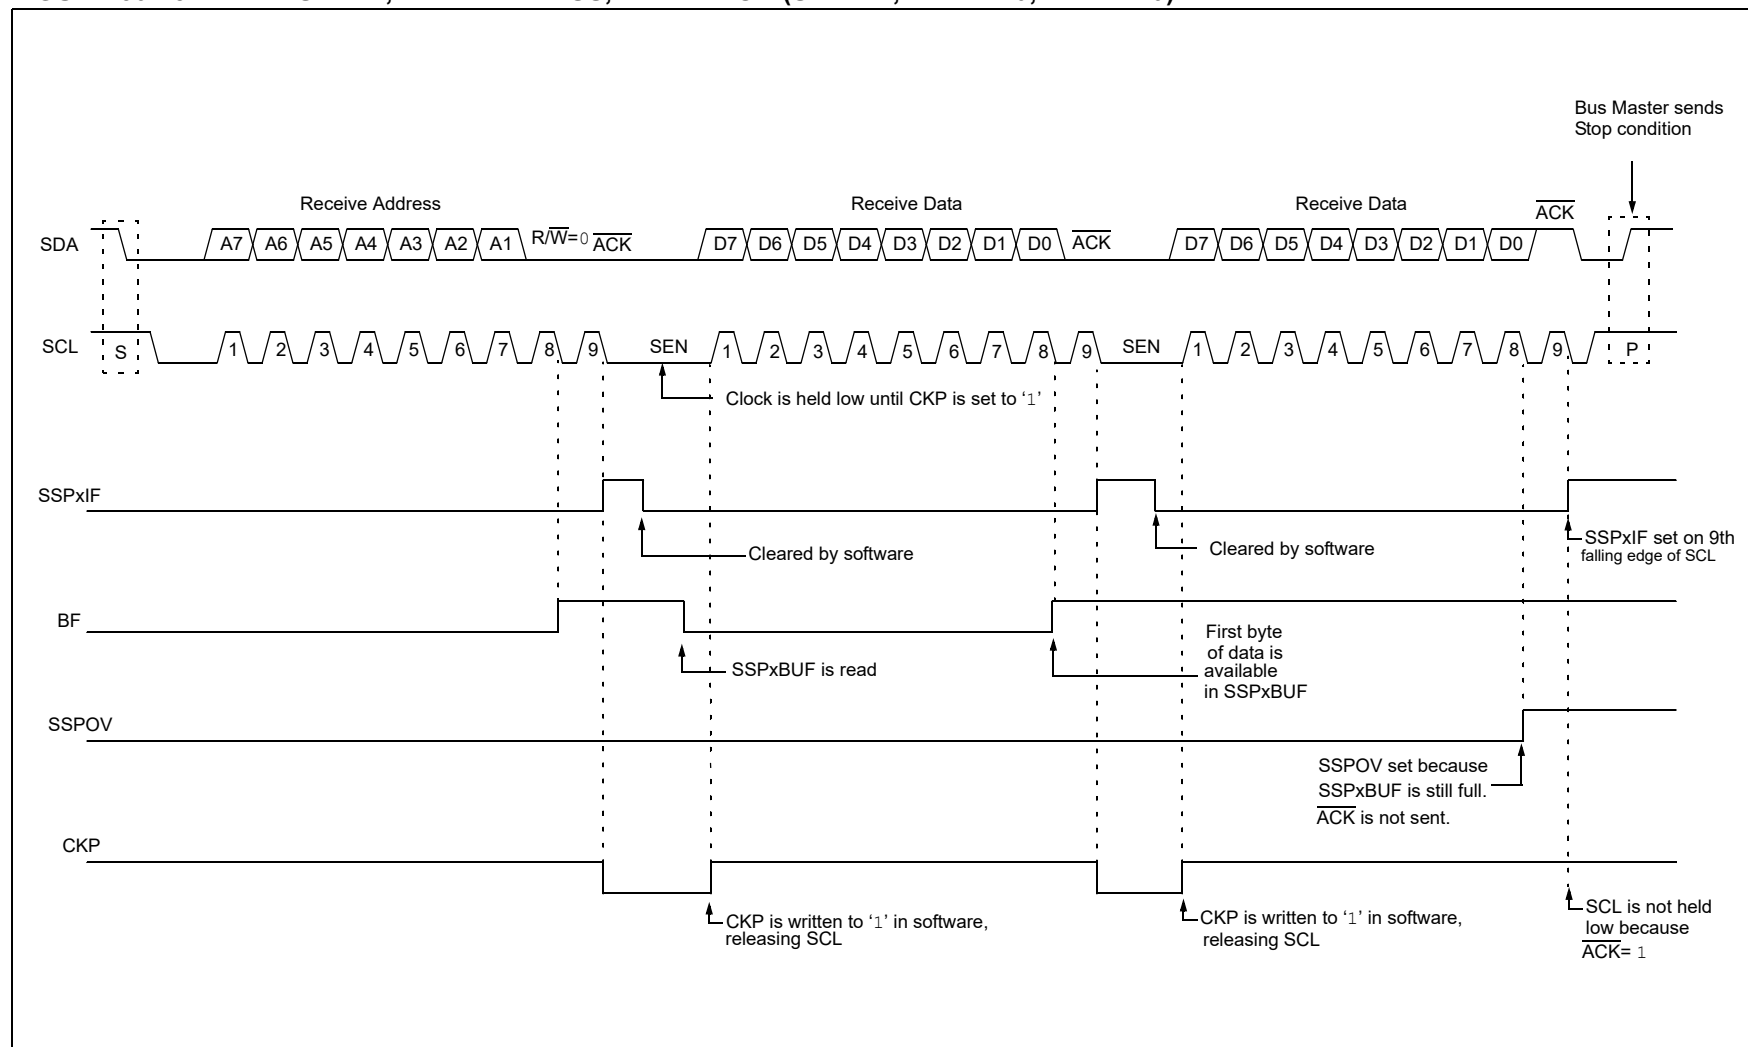 Bus Master sends
Stop condition
Receive Address
Receive Data
Receive Data
ACK
SDA
A7 A6 A5 A4 A3 A2 A1 R/W=0 ACK
D7 D6 D5 D4 D3 D2 D1 D0 ACK
D7 D6 D5 D4 D3 D2 D1 D0
SCL
S
1 2 3 4 5 6 7 8 9 SEN
1 2 3 4 5 6 7 8 9 SEN
1 2 3 4 5 6 7 8 9
P
Clock is held low until CKP is set to ‘1’
SSPxIF
Cleared by software
Cleared by software
SSPxIF set on 9th
falling edge of SCL
BF
SSPxBUF is read
First byte
of data is
available
in SSPxBUF
SSPOV
SSPOV set because
SSPxBUF is still full.
ACK is not sent.
CKP
CKP is written to ‘1’ in software,
releasing SCL
CKP is written to ‘1’ in software,
releasing SCL
SCL is not held
low because
ACK= 1